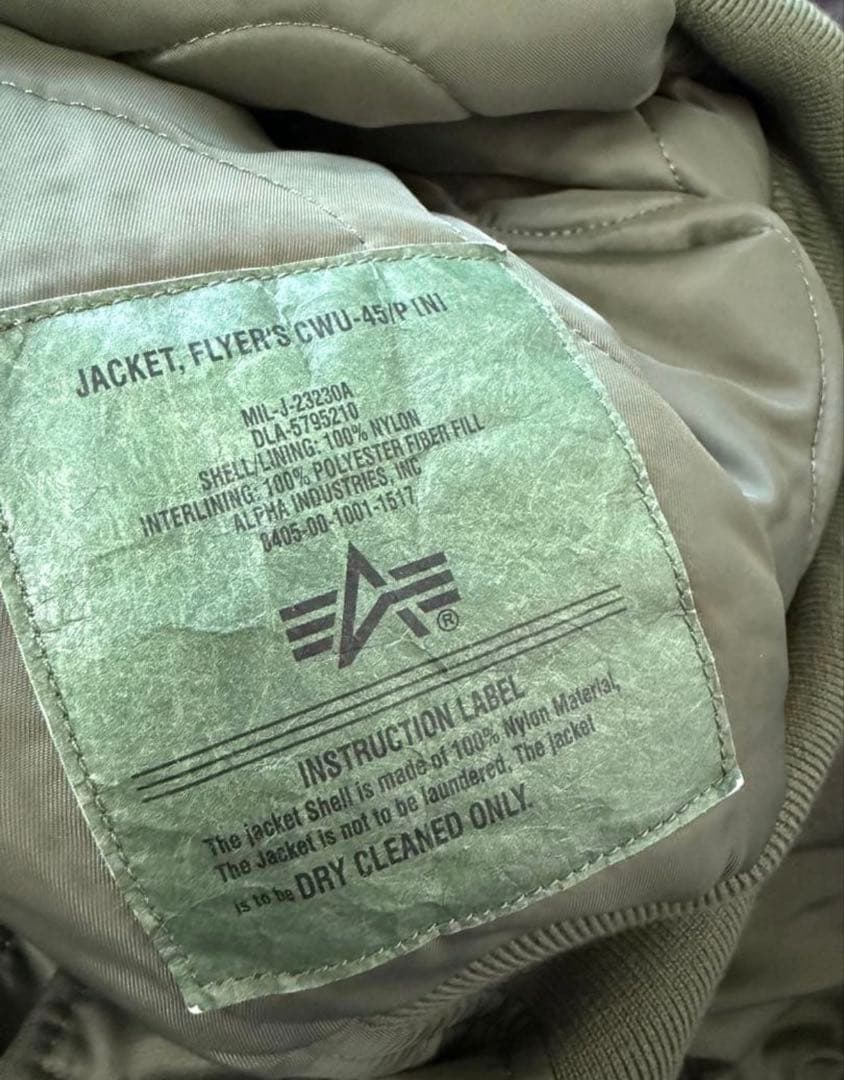 JACKET, FLYER'S CWU-45/P [N]
MIL-J-23230A
DLA-5795210
SHELL/LINING: 100% NYLON
INTERLINING: 100% POLYESTER FIBER FILL
ALPHA INDUSTRIES, INC
8405-00-1001-1517
®
INSTRUCTION LABEL
The jacket Shell is made of 100% Nylon Material,
The Jacket is not to be laundered. The jacket
is to be DRY CLEANED ONLY.